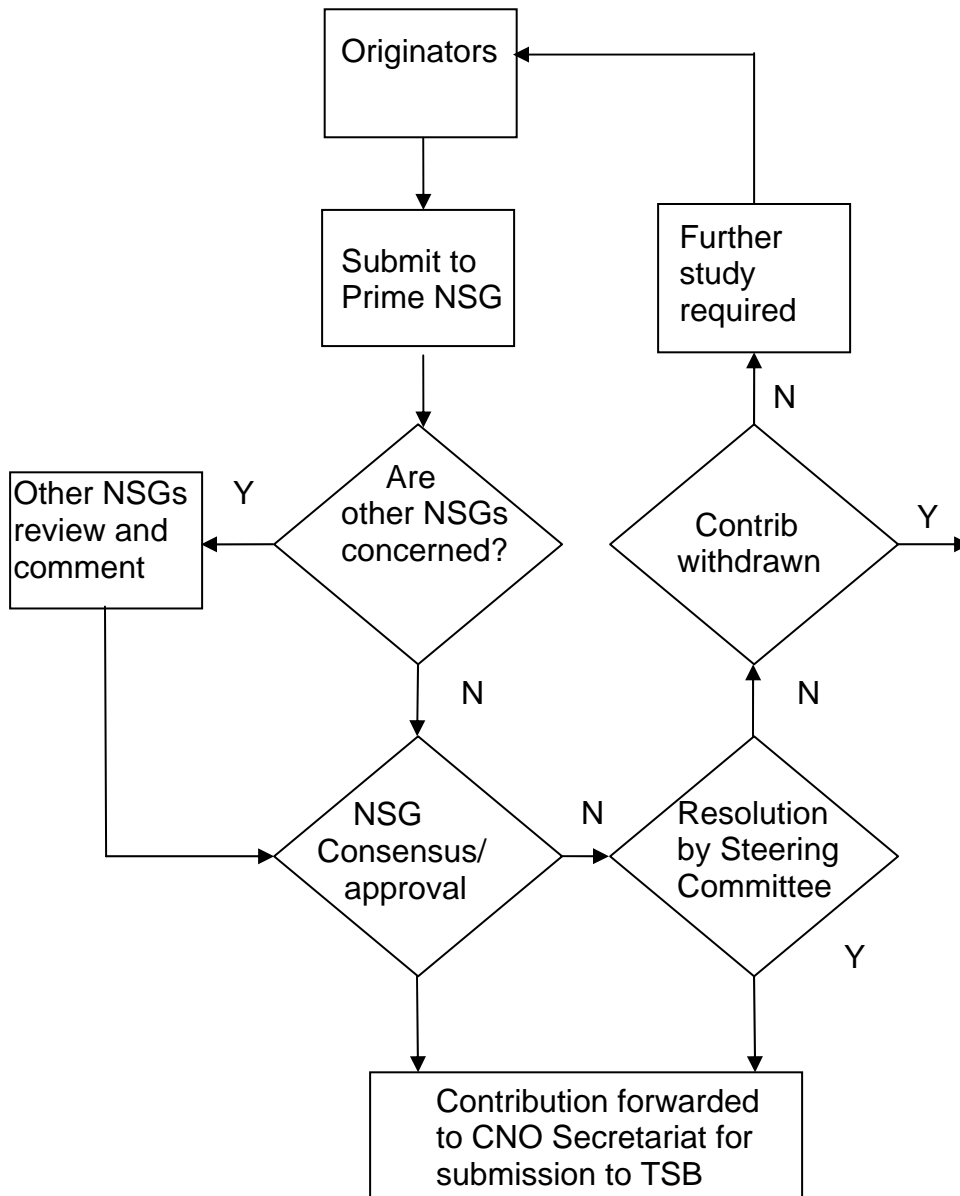 Originators
Submit to
Prime NSG
Further
study
required
N
Are
other NSGs
concerned?
Y
Other NSGs
review and
comment
Contrib
withdrawn
Y
N
N
NSG
Consensus/
approval
N
Resolution
by Steering
Committee
Y
Contribution forwarded
to CNO Secretariat for
submission to TSB